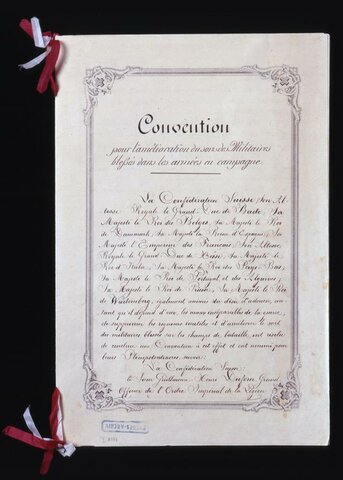 Convention
pour l'amélioration du sort des Militaires
blessés dans les armées en campagne
La Confédération Suisse, Son Al-
tesse Royale le Grand Duc de Bade, Sa
Majesté le Roi des Belges, Sa Majesté le Roi
de Danemark, Sa Majesté la Reine d'Espagne, Sa
Majesté l'Empereur des Français, Son Altesse
Royale le Grand Duc de Hesse, Sa Majesté le
Roi d'Italie, Sa Majesté le Roi des Pays-Bas,
Sa Majesté le Roi de Portugal et des Algarves,
Sa Majesté le Roi de Prusse, Sa Majesté le Roi
de Würtemberg, également animés du désir d'adoucir, au-
tant qu'il dépend d'eux, les maux inséparables de la guerre,
de supprimer les rigueurs inutiles et d'améliorer le sort
des militaires blessés sur les champs de bataille, ont résolu
de conclure une Convention à cet effet et ont nommé pour
leurs Plénipotentiaires, savoir:
La Confédération Suisse:
le Sieur Guillaume Henri Dufour, Grand
Officier de l'Ordre Impérial de la Légion